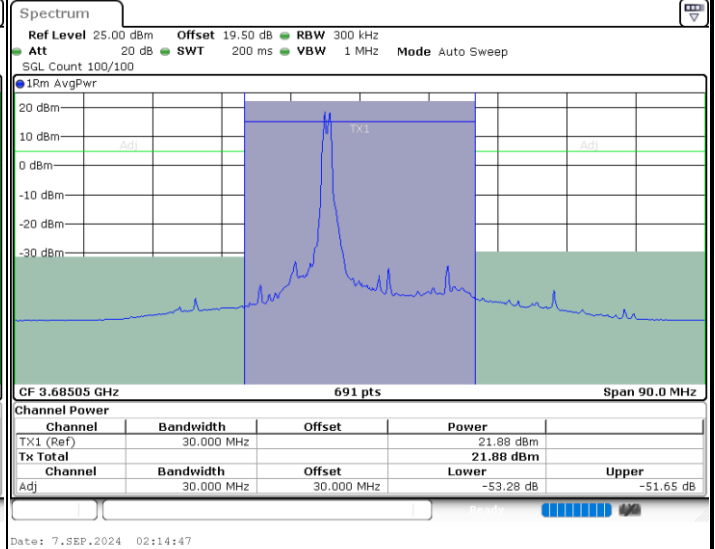 Spectrum
Ref Level 25.00 dBm Offset 19.50 dB RBW 300 kHz
Att 20 dB SWT 200 ms VBW 1 MHz Mode Auto Sweep
SGL Count 100/100
1Rm AvgPwr
20 dBm
TX1
10 dBm
Adj
Adj
0 dBm
-10 dBm
-20 dBm
-30 dBm
CF 3.68505 GHz 691 pts Span 90.0 MHz
Channel Power
Channel Bandwidth Offset Power
TX1 (Ref) 30.000 MHz 21.88 dBm
Tx Total 21.88 dBm
Channel Bandwidth Offset Lower Upper
Adj 30.000 MHz 30.000 MHz -53.28 dB -51.65 dB
Ready
Date: 7.SEP.2024 02:14:47